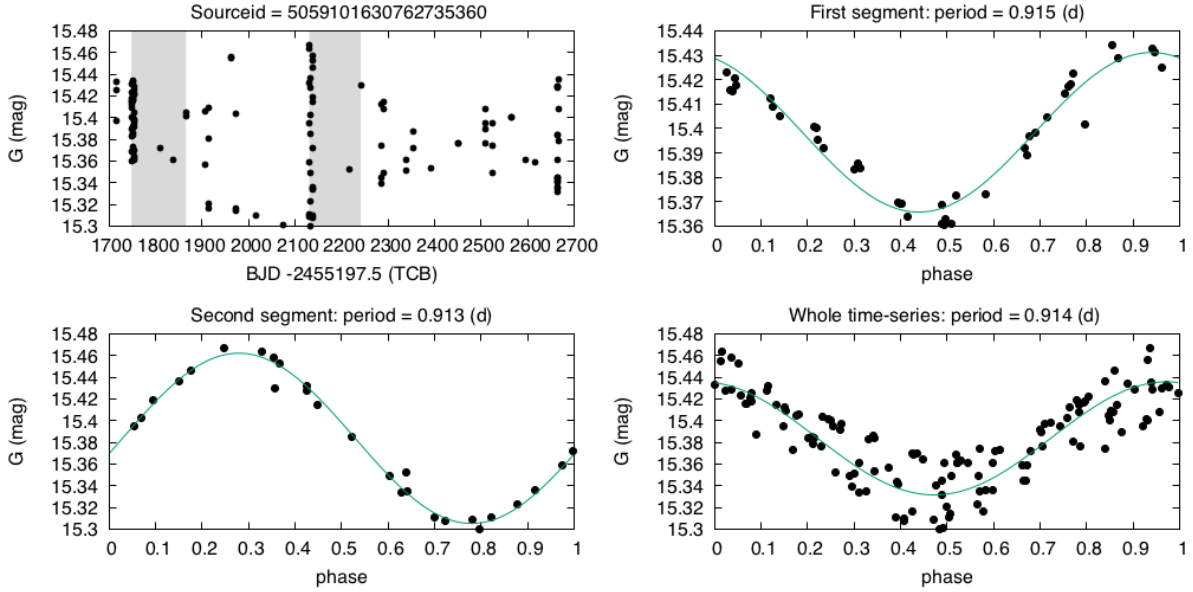 Sourceid = 5059101630762735360
G (mag)
15.48
15.46
15.44
15.42
15.4
15.38
15.36
15.34
15.32
15.3
1700 1800 1900 2000 2100 2200 2300 2400 2500 2600 2700
BJD -2455197.5 (TCB)
First segment: period = 0.915 (d)
G (mag)
15.44
15.43
15.42
15.41
15.4
15.39
15.38
15.37
15.36
0 0.1 0.2 0.3 0.4 0.5 0.6 0.7 0.8 0.9 1
phase
Second segment: period = 0.913 (d)
G (mag)
15.48
15.46
15.44
15.42
15.4
15.38
15.36
15.34
15.32
15.3
0 0.1 0.2 0.3 0.4 0.5 0.6 0.7 0.8 0.9 1
phase
Whole time-series: period = 0.914 (d)
G (mag)
15.48
15.46
15.44
15.42
15.4
15.38
15.36
15.34
15.32
15.3
0 0.1 0.2 0.3 0.4 0.5 0.6 0.7 0.8 0.9 1
phase